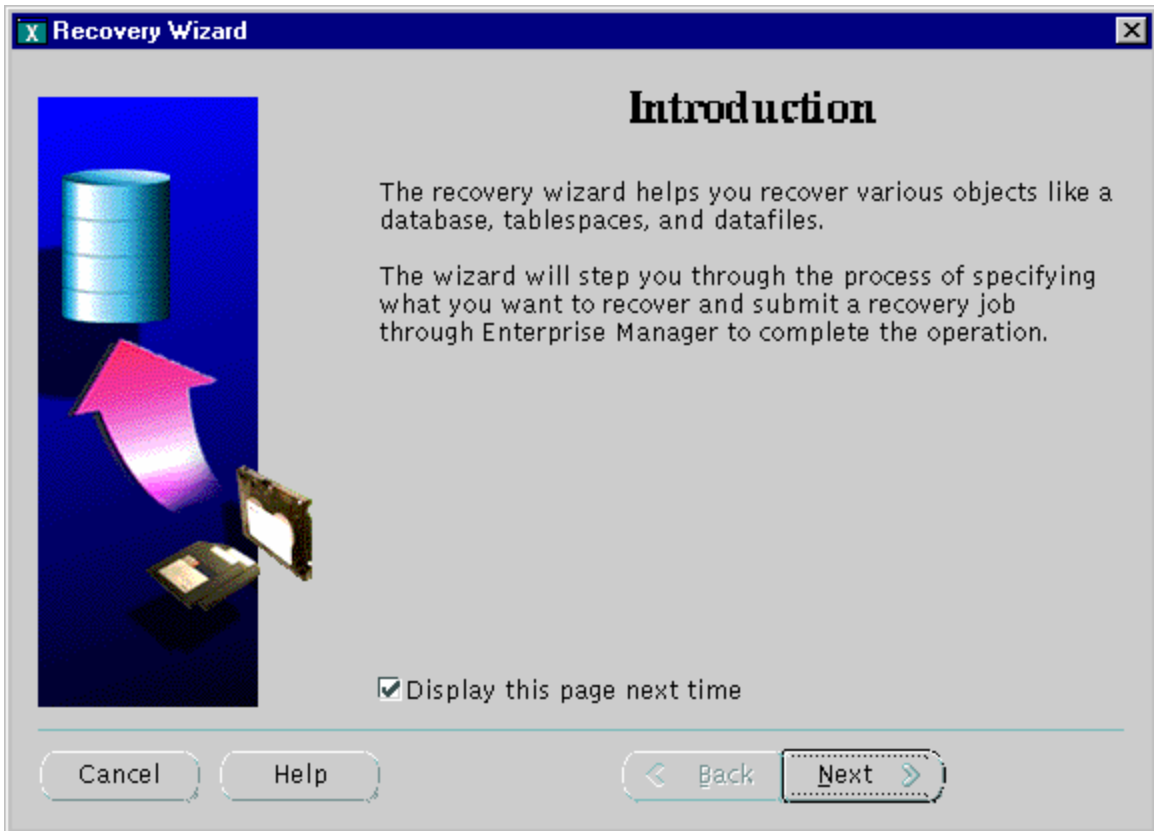 Recovery Wizard
Introduction
The recovery wizard helps you recover various objects like a
database, tablespaces, and datafiles.
The wizard will step you through the process of specifying
what you want to recover and submit a recovery job
through Enterprise Manager to complete the operation.
Display this page next time
Cancel
Help
Back
Next